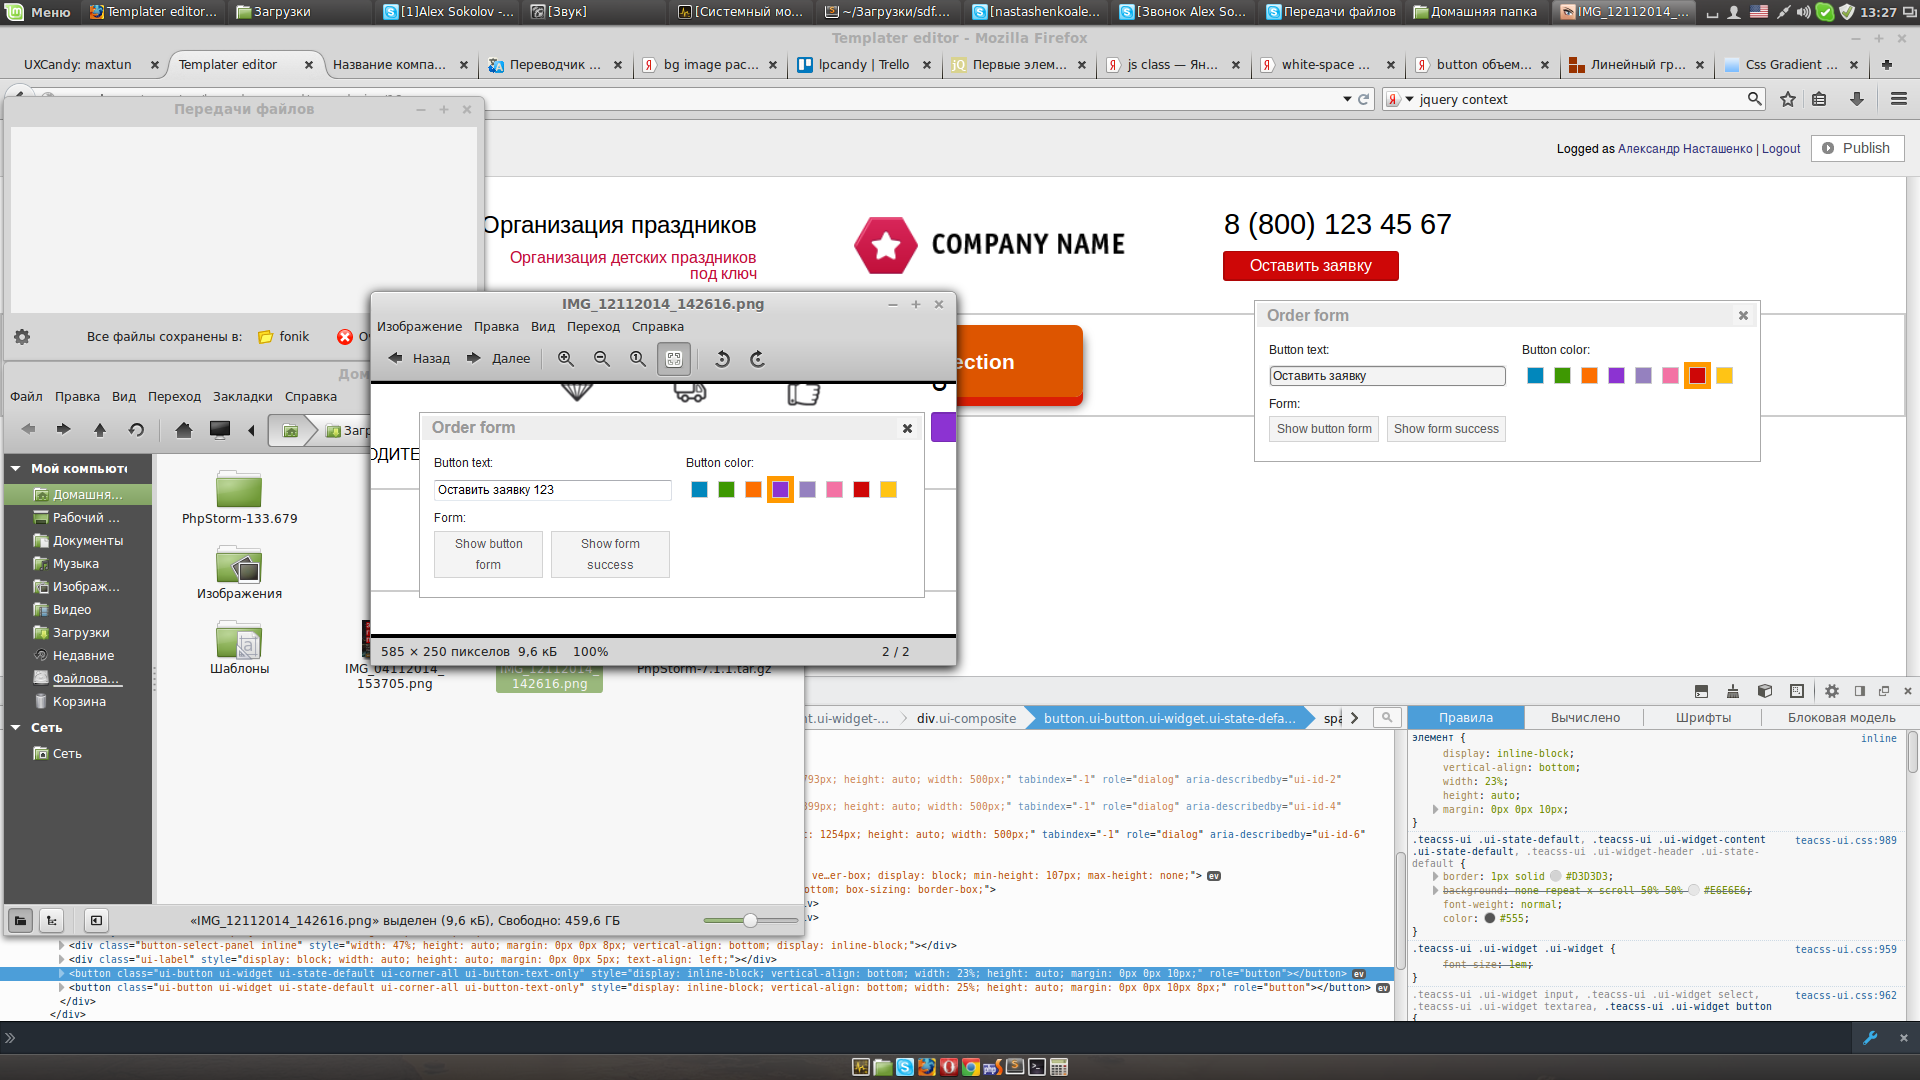 Меню
Templater editor...
Загрузки
[1]Alex Sokolov -...
[Звук]
[Системный мо...
~/Загрузки/sdf....
[nastashenkoale...
[Звонок Alex So...
Передачи файлов
Домашняя папка
IMG_12112014_...
13:27
Templater editor - Mozilla Firefox
UXCandy: maxtun
Templater editor
Название компа...
Переводчик ...
bg image рас...
lpcandy | Trello
Первые элем...
js class — Ян...
white-space ...
button объем...
Линейный гр...
Css Gradient ...
jquery context
Logged as Александр Насташенко | Logout
Publish
Организация праздников
Организация детских праздников
под ключ
COMPANY NAME
8 (800) 123 45 67
Оставить заявку
ection
Order form
Button text:
Button color:
Оставить заявку
Form:
Show button form
Show form success
Передачи файлов
Все файлы сохранены в:
fonik
IMG_12112014_142616.png
Изображение Правка Вид Переход Справка
Назад
Далее
ОДИТЕ
Order form
Button text:
Button color:
Оставить заявку 123
Form:
Show button
form
Show form
success
585 × 250 пикселов 9,6 кБ 100%
2 / 2
Файл Правка Вид Переход Закладки Справка
Загр
Мой компьюте
Домашня...
Рабочий ...
Документы
Музыка
Изображ...
Видео
Загрузки
Недавние
Файлова...
Корзина
Сеть
Сеть
PhpStorm-133.679
Изображения
Шаблоны
IMG_04112014_
153705.png
IMG_12112014_
142616.png
PhpStorm-7.1.1.tar.gz
«IMG_12112014_142616.png» выделен (9,6 кБ), Свободно: 459,6 ГБ
nt.ui-widget-...
div.ui-composite
button.ui-button.ui-widget.ui-state-defa...
spa
Правила
Вычислено
Шрифты
Блоковая модель
793px; height: auto; width: 500px;" tabindex="-1" role="dialog" aria-describedby="ui-id-2"
399px; height: auto; width: 500px;" tabindex="-1" role="dialog" aria-describedby="ui-id-4"
: 1254px; height: auto; width: 500px;" tabindex="-1" role="dialog" aria-describedby="ui-id-6"
ve…er-box; display: block; min-height: 107px; max-height: none;"> ev
ottom; box-sizing: border-box;">
v>
v>
<div class="button-select-panel inline" style="width: 47%; height: auto; margin: 0px 0px 8px; vertical-align: bottom; display: inline-block;"></div>
<div class="ui-label" style="display: block; width: auto; height: auto; margin: 0px 0px 5px; text-align: left;"></div>
<button class="ui-button ui-widget ui-state-default ui-corner-all ui-button-text-only" style="display: inline-block; vertical-align: bottom; width: 23%; height: auto; margin: 0px 0px 10px;" role="button"></button> ev
<button class="ui-button ui-widget ui-state-default ui-corner-all ui-button-text-only" style="display: inline-block; vertical-align: bottom; width: 25%; height: auto; margin: 0px 0px 10px 8px;" role="button"></button> ev
</div>
</div>
элемент {
inline
display: inline-block;
vertical-align: bottom;
width: 23%;
height: auto;
margin: 0px 0px 10px;
}
.teacss-ui .ui-state-default, .teacss-ui .ui-widget-content
teacss-ui.css:989
.ui-state-default, .teacss-ui .ui-widget-header .ui-state-
default {
border: 1px solid #D3D3D3;
background: none repeat x scroll 50% 50% #E6E6E6;
font-weight: normal;
color: #555;
}
.teacss-ui .ui-widget .ui-widget {
teacss-ui.css:959
font-size: 1em;
}
.teacss-ui .ui-widget input, .teacss-ui .ui-widget select,
teacss-ui.css:962
.teacss-ui .ui-widget textarea, .teacss-ui .ui-widget button
{